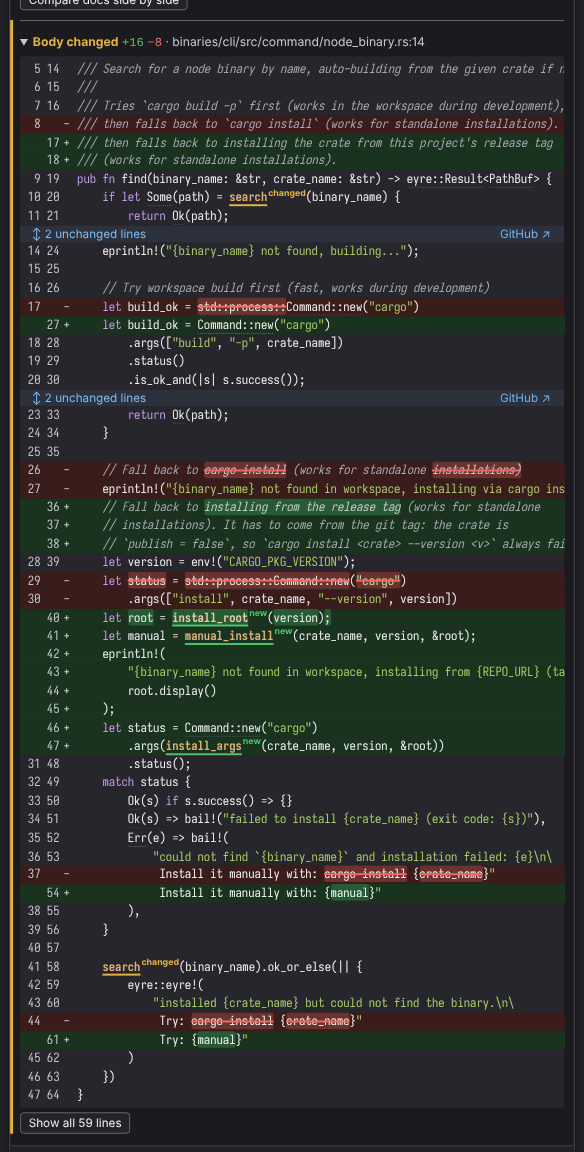 Compare docs side by side
▼ Body changed +16 −8 · binaries/cli/src/command/node_binary.rs:14
5 14 /// Search for a node binary by name, auto-building from the given crate if n
6 15 ///
7 16 /// Tries `cargo build -p` first (works in the workspace during development),
8 - /// then falls back to `cargo install` (works for standalone installations).
17 + /// then falls back to installing the crate from this project's release tag
18 + /// (works for standalone installations).
9 19 pub fn find(binary_name: &str, crate_name: &str) -> eyre::Result<PathBuf> {
10 20 if let Some(path) = search changed (binary_name) {
11 21 return Ok(path);
2 unchanged lines GitHub ↗
14 24 eprintln!("{binary_name} not found, building...");
15 25
16 26 // Try workspace build first (fast, works during development)
17 - let build_ok = std::process::Command::new("cargo")
27 + let build_ok = Command::new("cargo")
18 28 .args(["build", "-p", crate_name])
19 29 .status()
20 30 .is_ok_and(|s| s.success());
2 unchanged lines GitHub ↗
23 33 return Ok(path);
24 34 }
25 35
26 - // Fall back to cargo install (works for standalone installations)
27 - eprintln!("{binary_name} not found in workspace, installing via cargo ins
36 + // Fall back to installing from the release tag (works for standalone
37 + // installations). It has to come from the git tag: the crate is
38 + // `publish = false`, so `cargo install <crate> --version <v>` always fai
28 39 let version = env!("CARGO_PKG_VERSION");
29 - let status = std::process::Command::new("cargo")
30 - .args(["install", crate_name, "--version", version])
40 + let root = install_root new (version);
41 + let manual = manual_install new (crate_name, version, &root);
42 + eprintln!(
43 + "{binary_name} not found in workspace, installing from {REPO_URL} (ta
44 + root.display()
45 + );
46 + let status = Command::new("cargo")
47 + .args(install_args new (crate_name, version, &root))
31 48 .status();
32 49 match status {
33 50 Ok(s) if s.success() => {}
34 51 Ok(s) => bail!("failed to install {crate_name} (exit code: {s})"),
35 52 Err(e) => bail!(
36 53 "could not find `{binary_name}` and installation failed: {e}\n\
37 - Install it manually with: cargo install {crate_name}"
54 + Install it manually with: {manual}"
38 55 ),
39 56 }
40 57
41 58 search changed (binary_name).ok_or_else(|| {
42 59 eyre::eyre!(
43 60 "installed {crate_name} but could not find the binary.\n\
44 - Try: cargo install {crate_name}"
61 + Try: {manual}"
45 62 )
46 63 })
47 64 }
Show all 59 lines